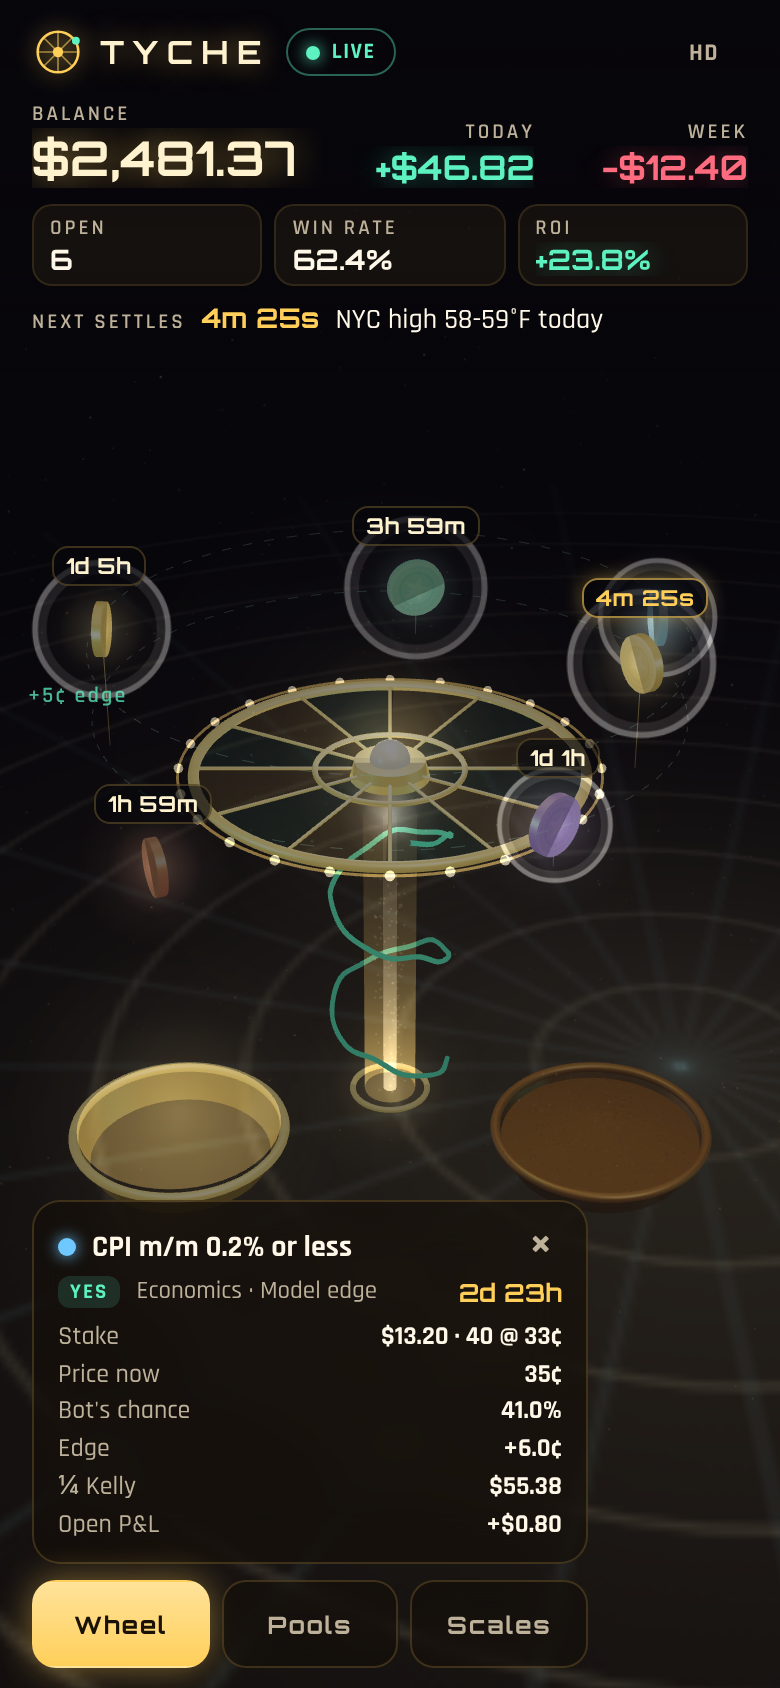 TYCHE LIVE HD
BALANCE
$2,481.37
TODAY
+$46.82
WEEK
-$12.40
OPEN
6
WIN RATE
62.4%
ROI
+23.8%
NEXT SETTLES 4m 25s NYC high 58-59°F today
3h 59m
1d 5h
4m 25s
+5¢ edge
1d 1h
1h 59m
CPI m/m 0.2% or less ×
YES Economics · Model edge 2d 23h
Stake $13.20 · 40 @ 33¢
Price now 35¢
Bot's chance 41.0%
Edge +6.0¢
¼ Kelly $55.38
Open P&L +$0.80
Wheel Pools Scales